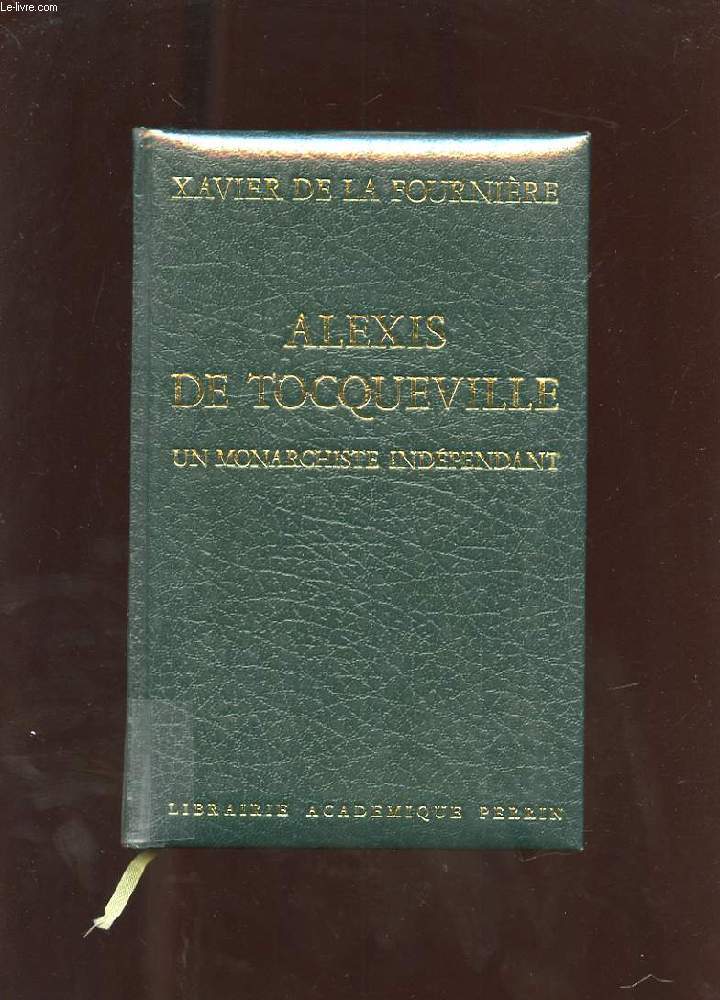 Le-livre.com
XAVIER DE LA FOURNIÈRE
ALEXIS
DE TOCQUEVILLE
UN MONARCHISTE INDÉPENDANT
LIBRAIRIE ACADEMIQUE PERRIN